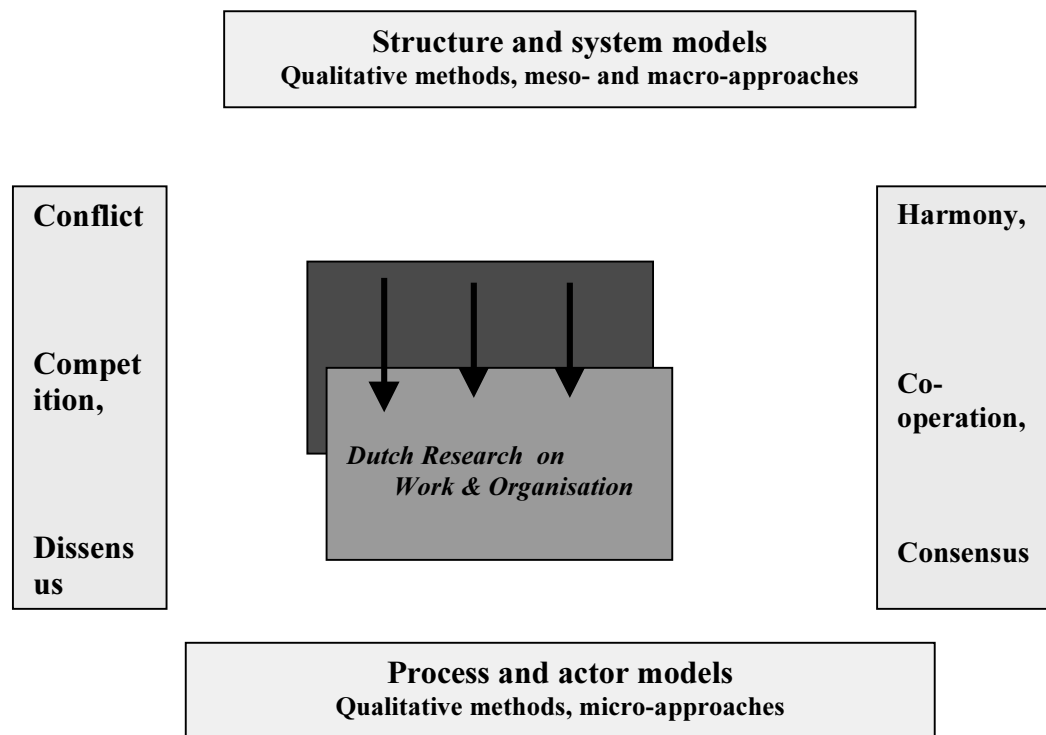 Structure and system models
Qualitative methods, meso- and macro-approaches
Conflict
Compet
ition,
Dissens
us
Dutch Research on
Work & Organisation
Harmony,
Co-
operation,
Consensus
Process and actor models
Qualitative methods, micro-approaches